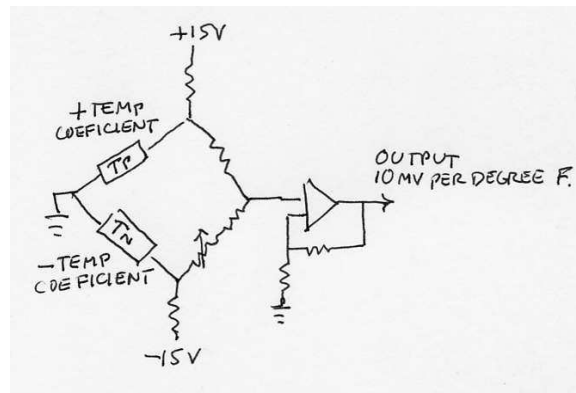 +15V
+TEMP
COEFICIENT
TP
OUTPUT
10 MV PER DEGREE F.
TN
-TEMP
COEFICIENT
-15V